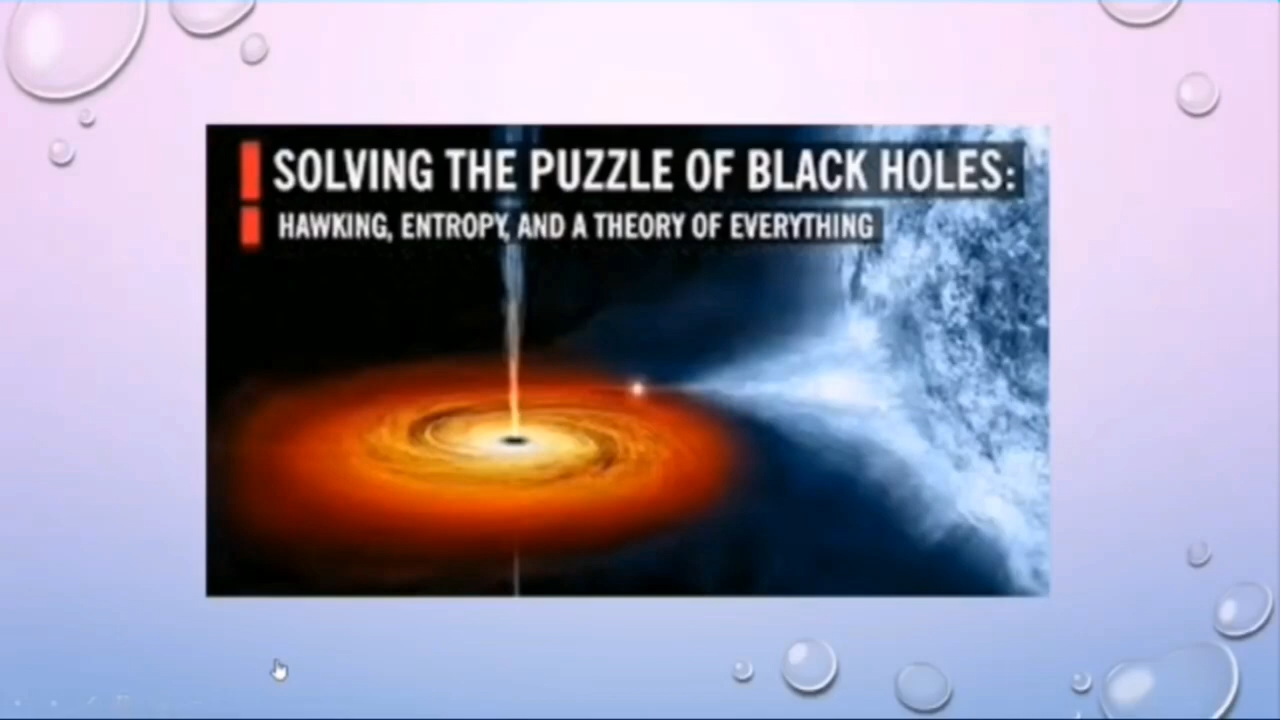 SOLVING THE PUZZLE OF BLACK HOLES:
HAWKING, ENTROPY, AND A THEORY OF EVERYTHING